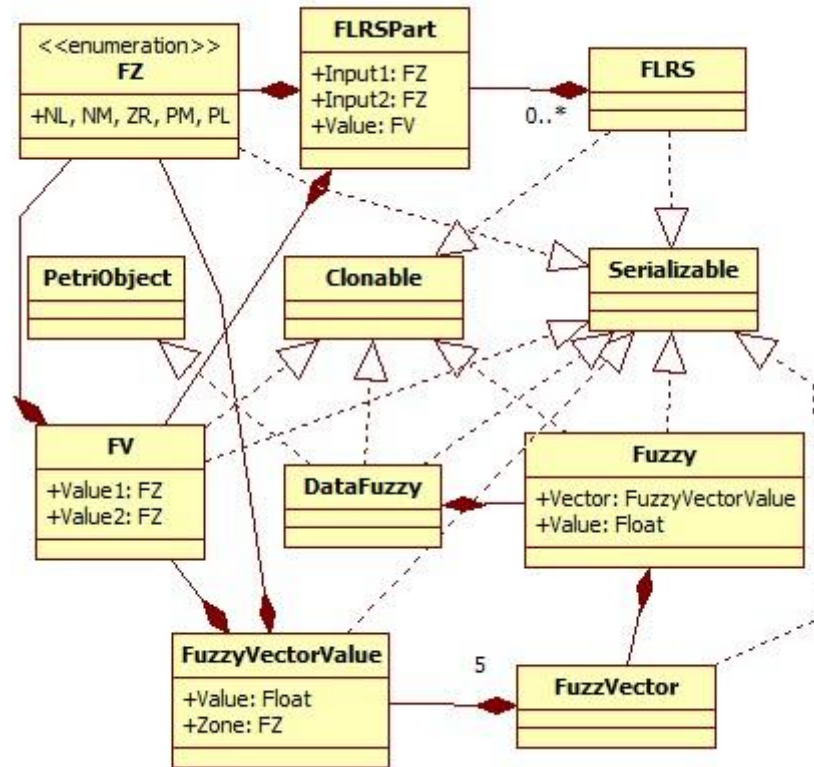 <<enumeration>>
FZ
+NL, NM, ZR, PM, PL
FLRSPart
+Input1: FZ
+Input2: FZ
+Value: FV
FLRS
0..*
PetriObject
Clonable
Serializable
FV
+Value1: FZ
+Value2: FZ
DataFuzzy
Fuzzy
+Vector: FuzzyVectorValue
+Value: Float
FuzzyVectorValue
+Value: Float
+Zone: FZ
5
FuzzVector